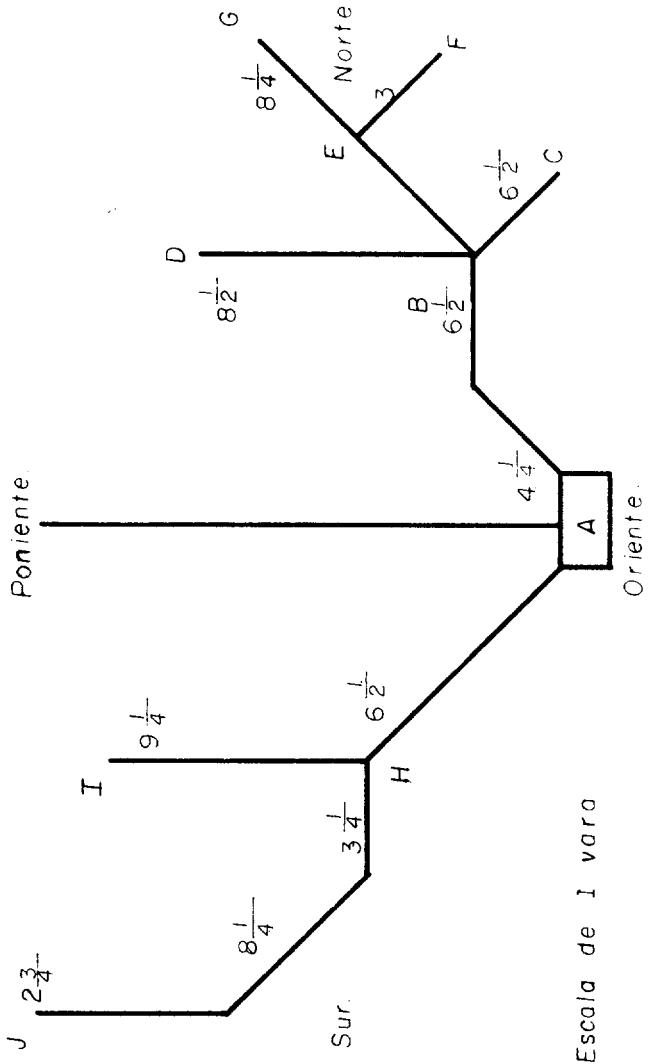 Poniente.
J
2 3/4
I
9 1/4
D
8 1/2
G
8 1/4
Norte
E
3
F
8 1/4
6 1/2
B
6 1/2
6 1/2
C
3 1/4
H
4 1/4
Sur.
A
Oriente.
Escala de 1 vara